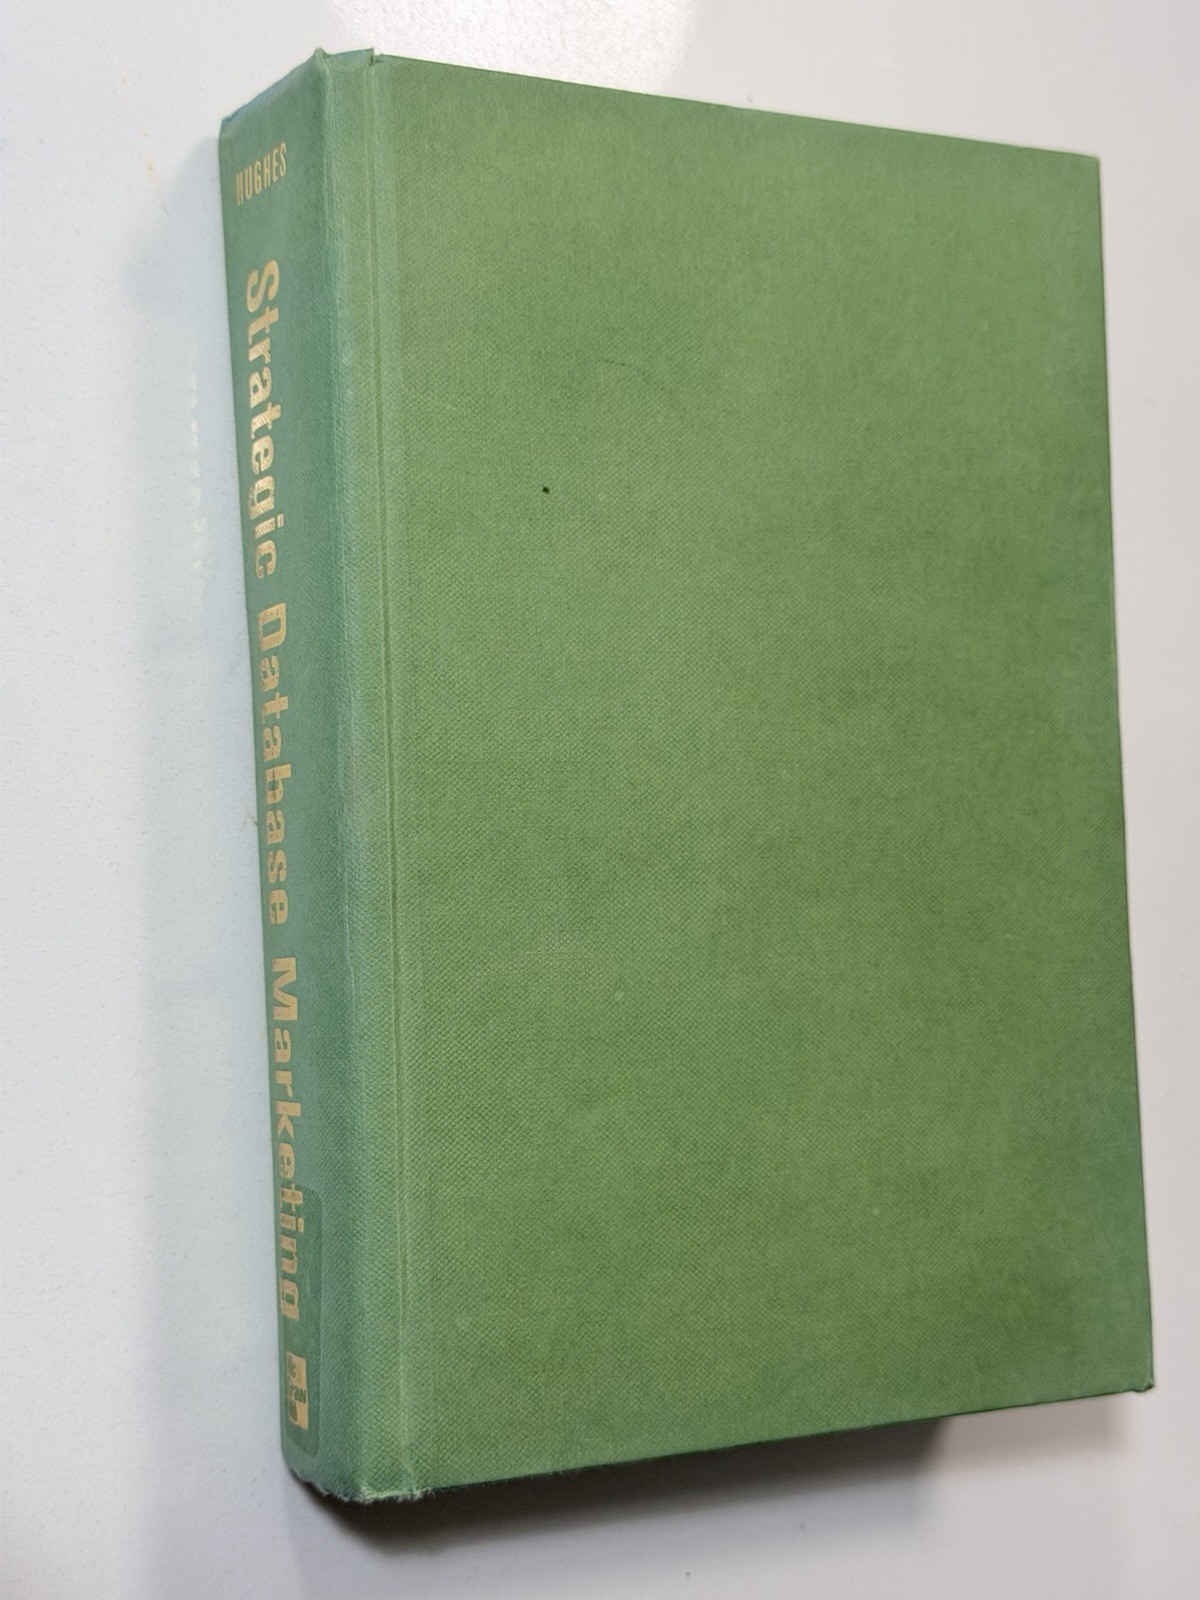 HUGHES
Strategic Database Marketing